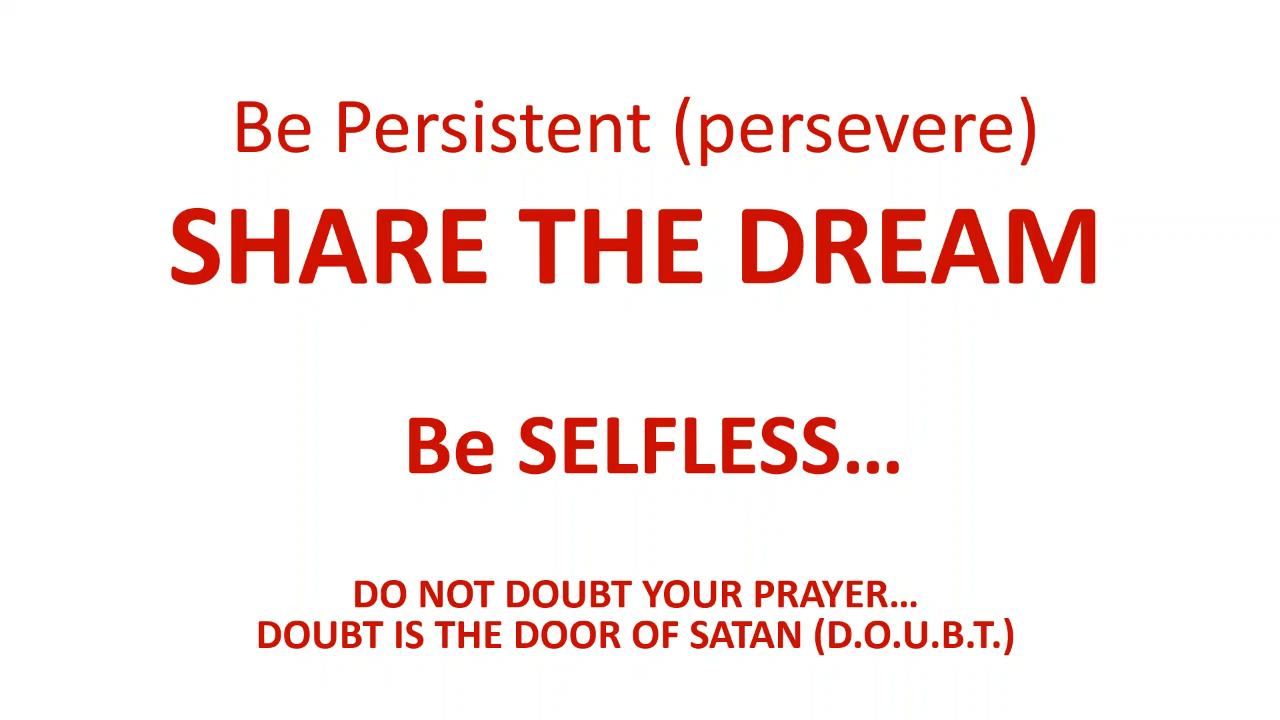 Be Persistent (persevere)
SHARE THE DREAM
Be SELFLESS...
DO NOT DOUBT YOUR PRAYER...
DOUBT IS THE DOOR OF SATAN (D.O.U.B.T.)